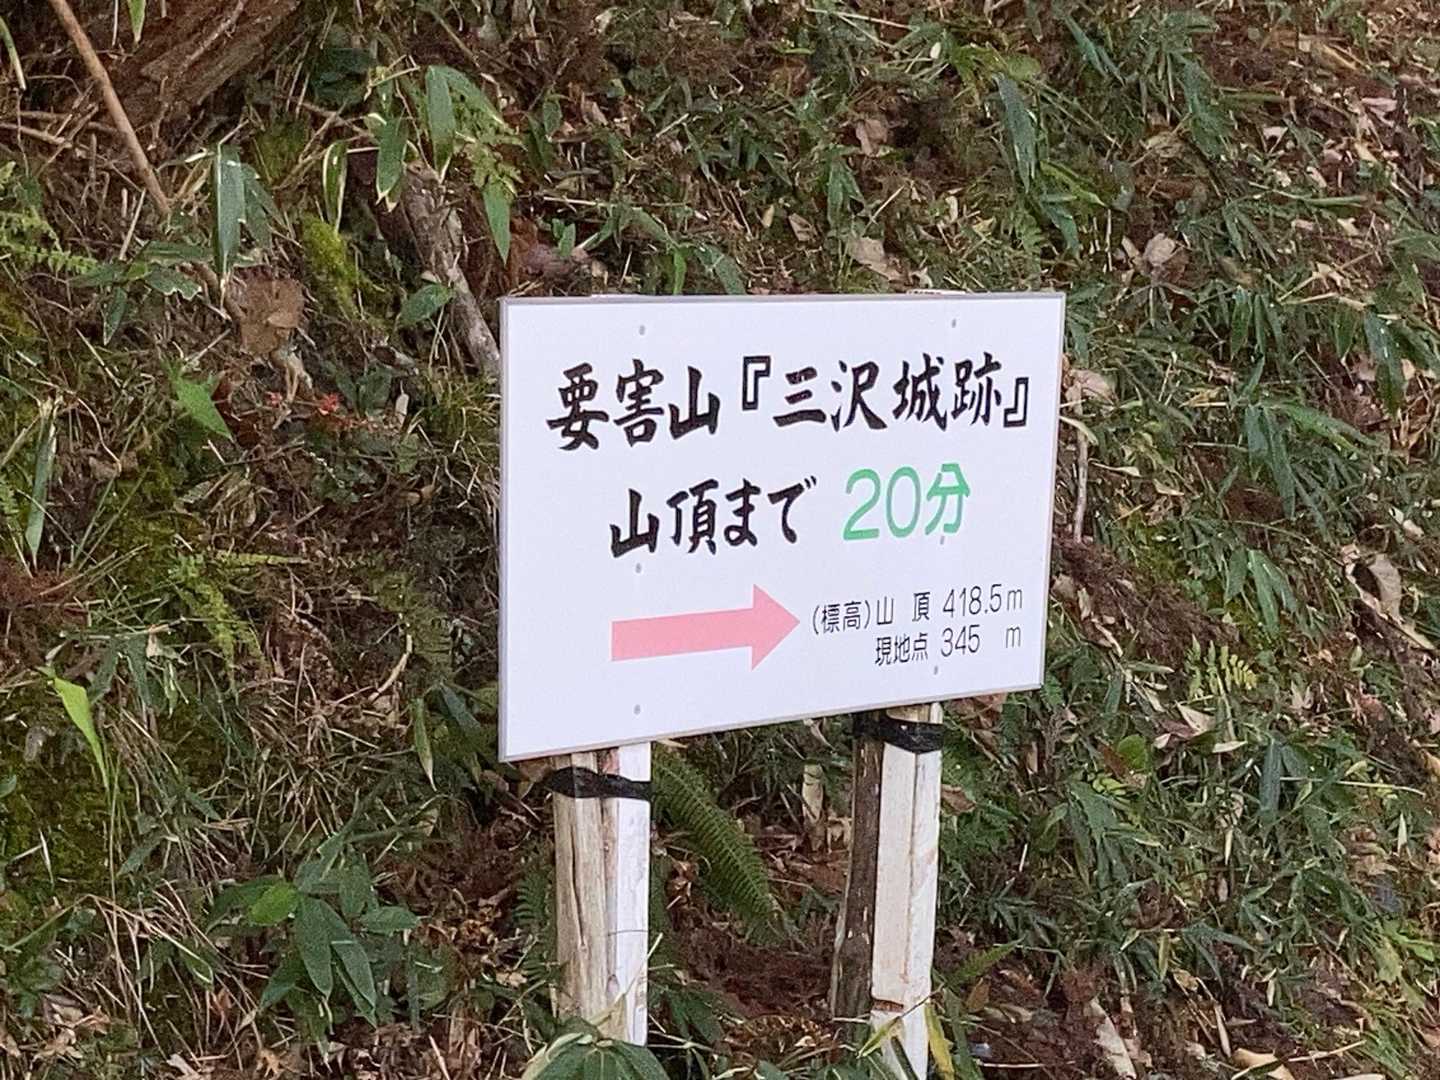 要害山『三沢城跡』
山頂まで 20分
(標高)山 頂 418.5m
現地点 345 m